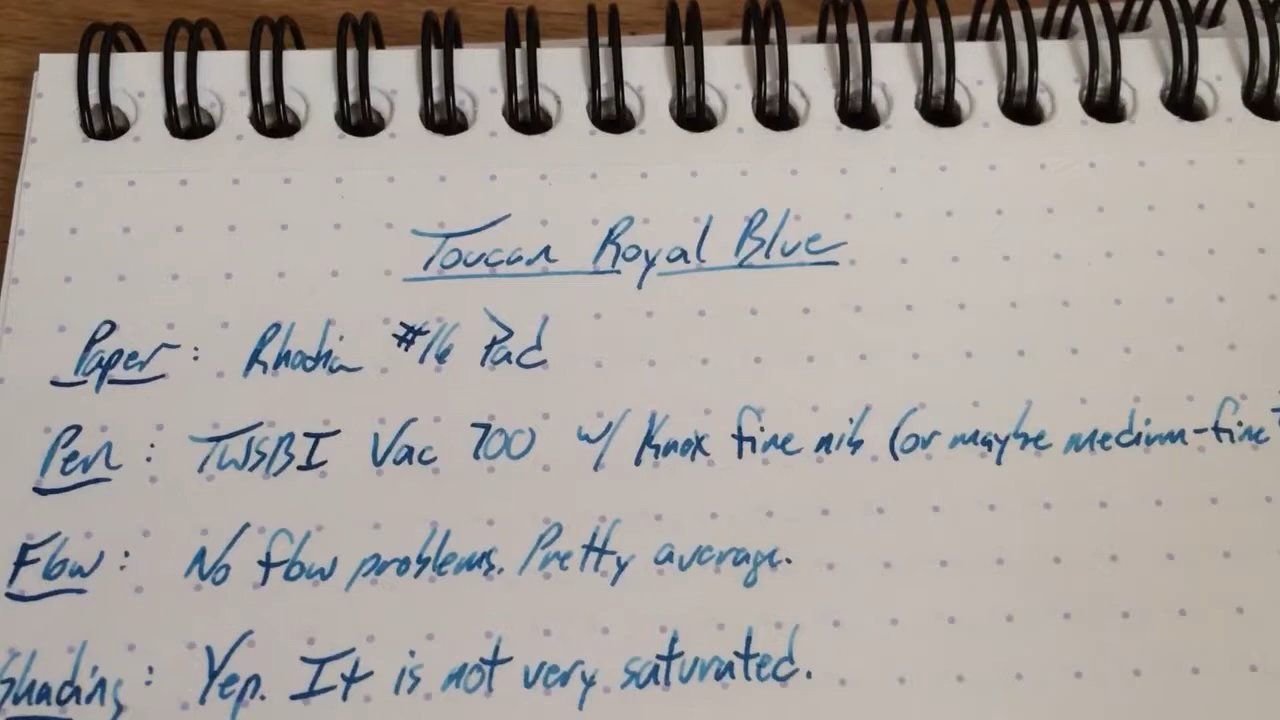 Toucan Royal Blue
Paper: Rhodia #16 Pad
Pen: TWSBI Vac 700 w/ Knox fine nib (or maybe medium-fine
Flow: No flow problems. Pretty average.
Shading: Yep. It is not very saturated.